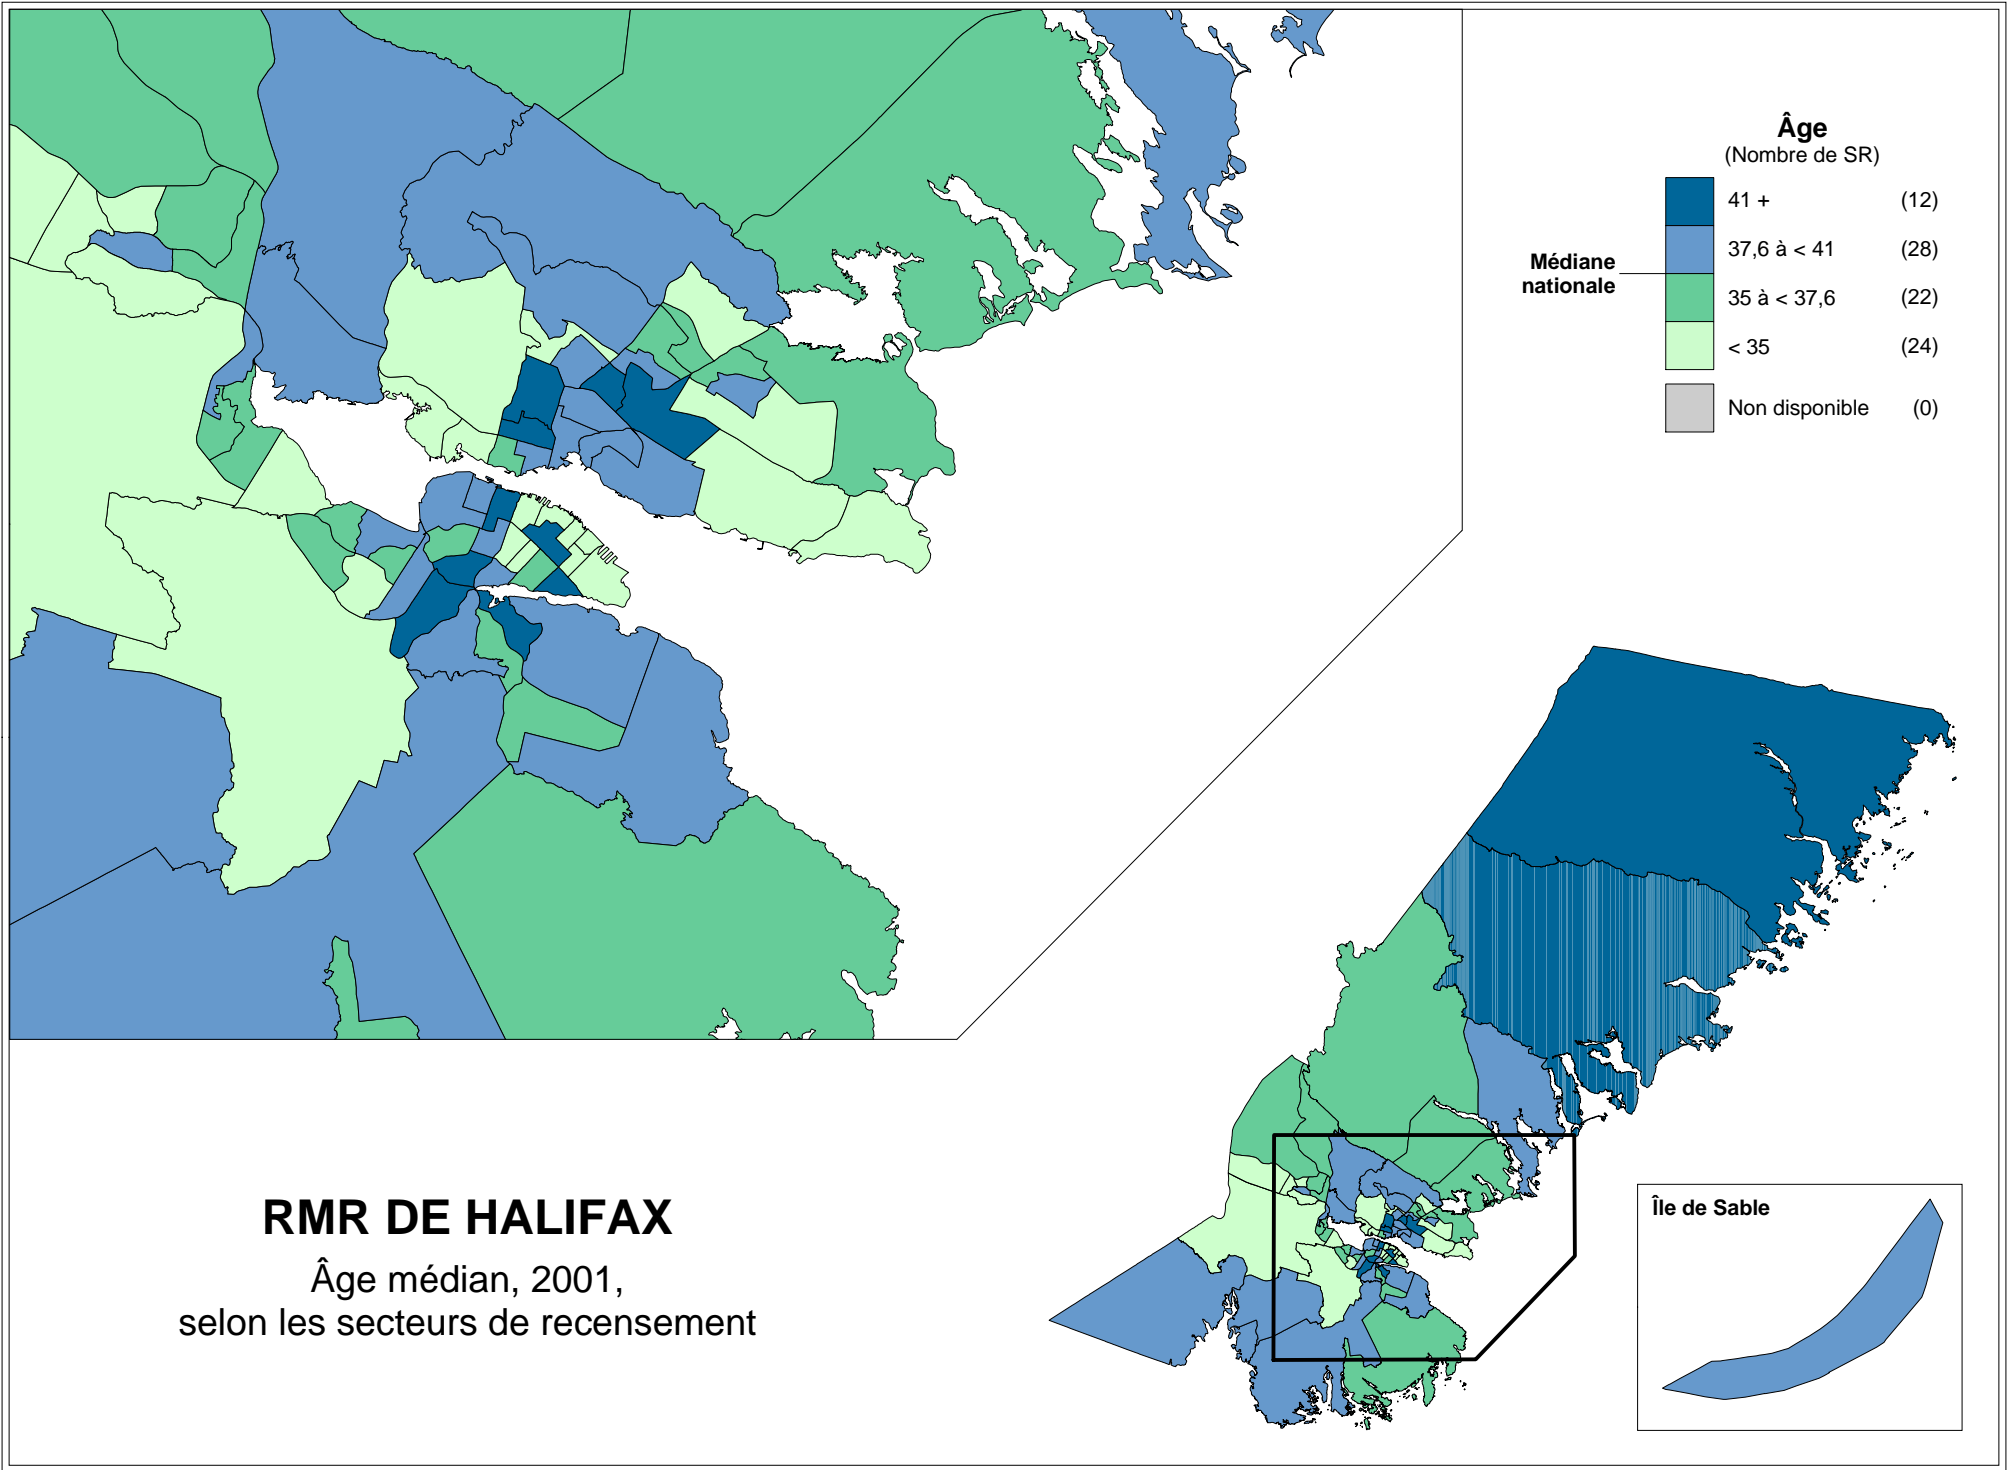 Âge
(Nombre de SR)
41 + (12)
37,6 à < 41 (28)
Médiane
nationale
35 à < 37,6 (22)
< 35 (24)
Non disponible (0)
RMR DE HALIFAX
Âge médian, 2001,
selon les secteurs de recensement
Île de Sable